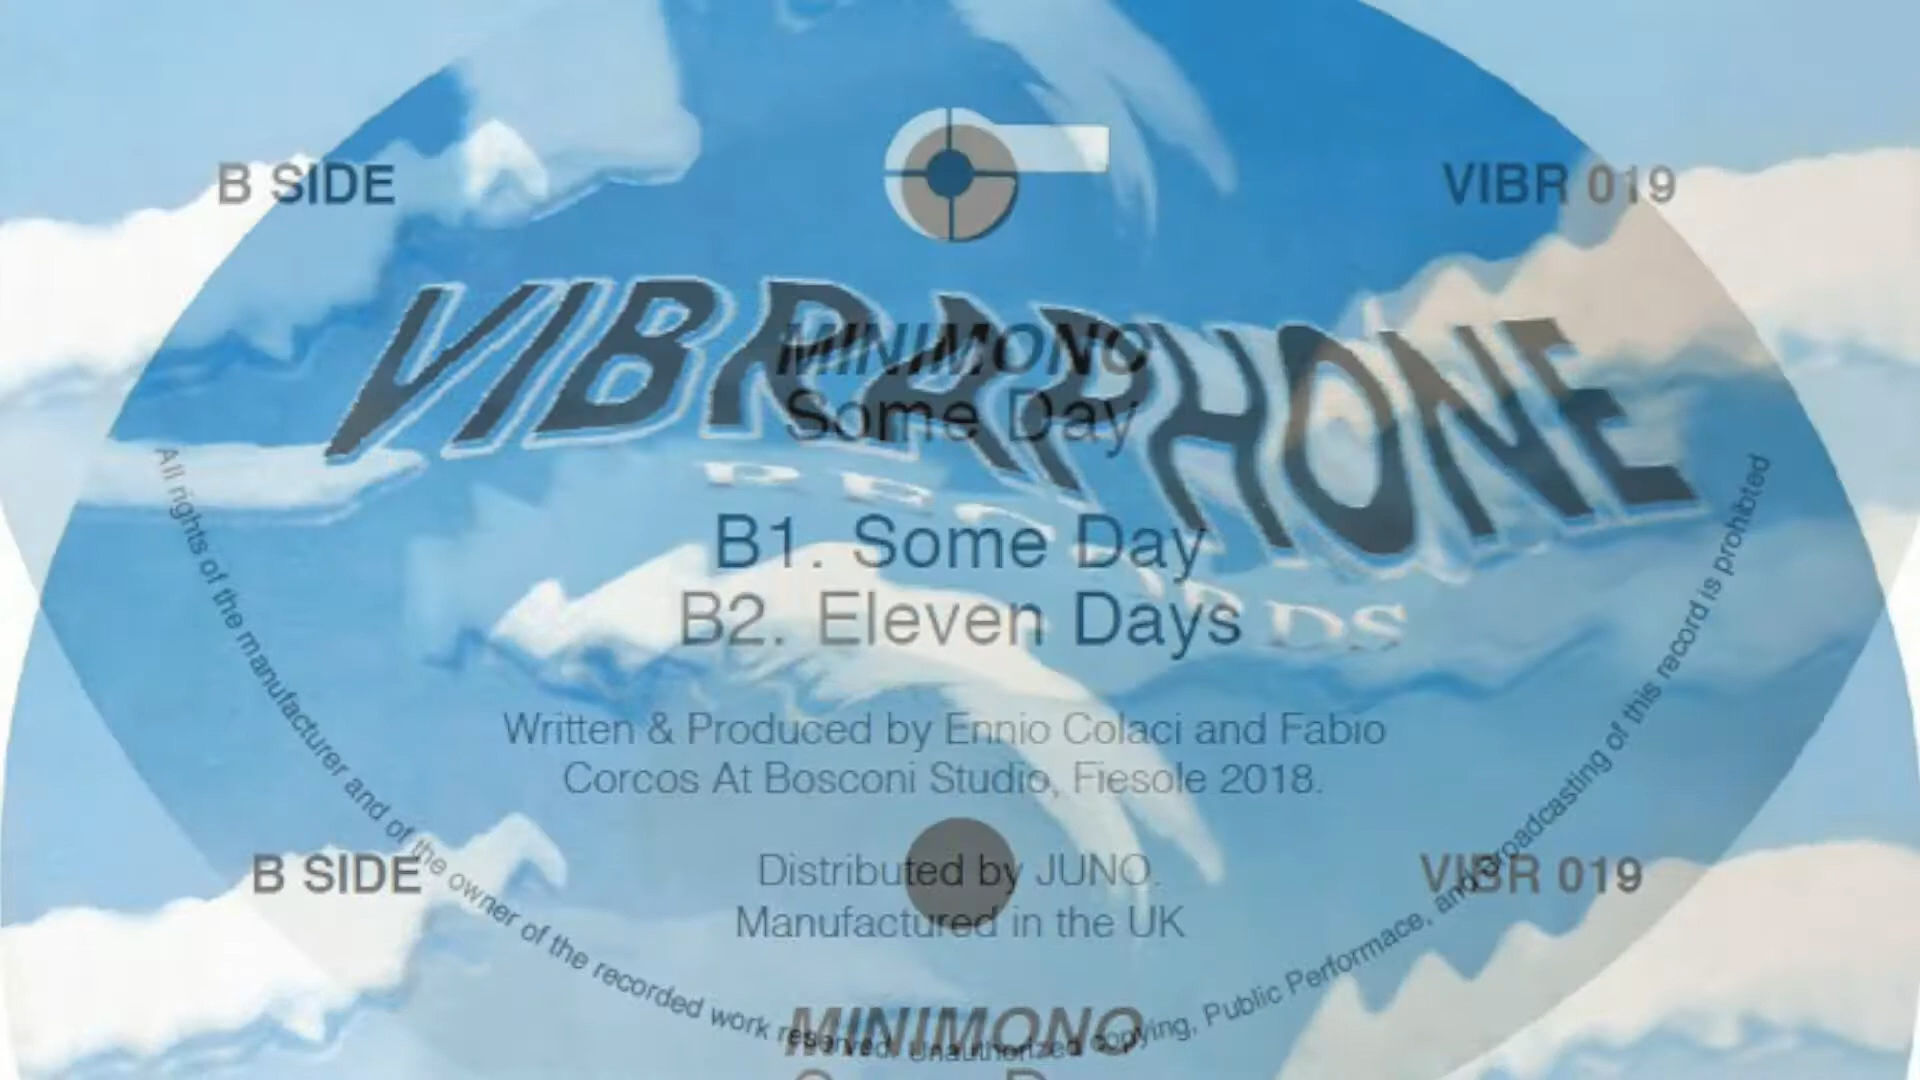 B SIDE
VIBR 019
VIBRAPHONE
RECORDS
MINIMONO
Some Day
B1. Some Day
B2. Eleven Days
Written & Produced by Ennio Colaci and Fabio
Corcos At Bosconi Studio, Fiesole 2018.
Distributed by JUNO.
Manufactured in the UK
B SIDE
VIBR 019
All rights of the manufacturer and of the owner of the recorded work reserved. Unauthorized copying, Public Performace, and Broadcasting of this record is prohibted
MINIMONO